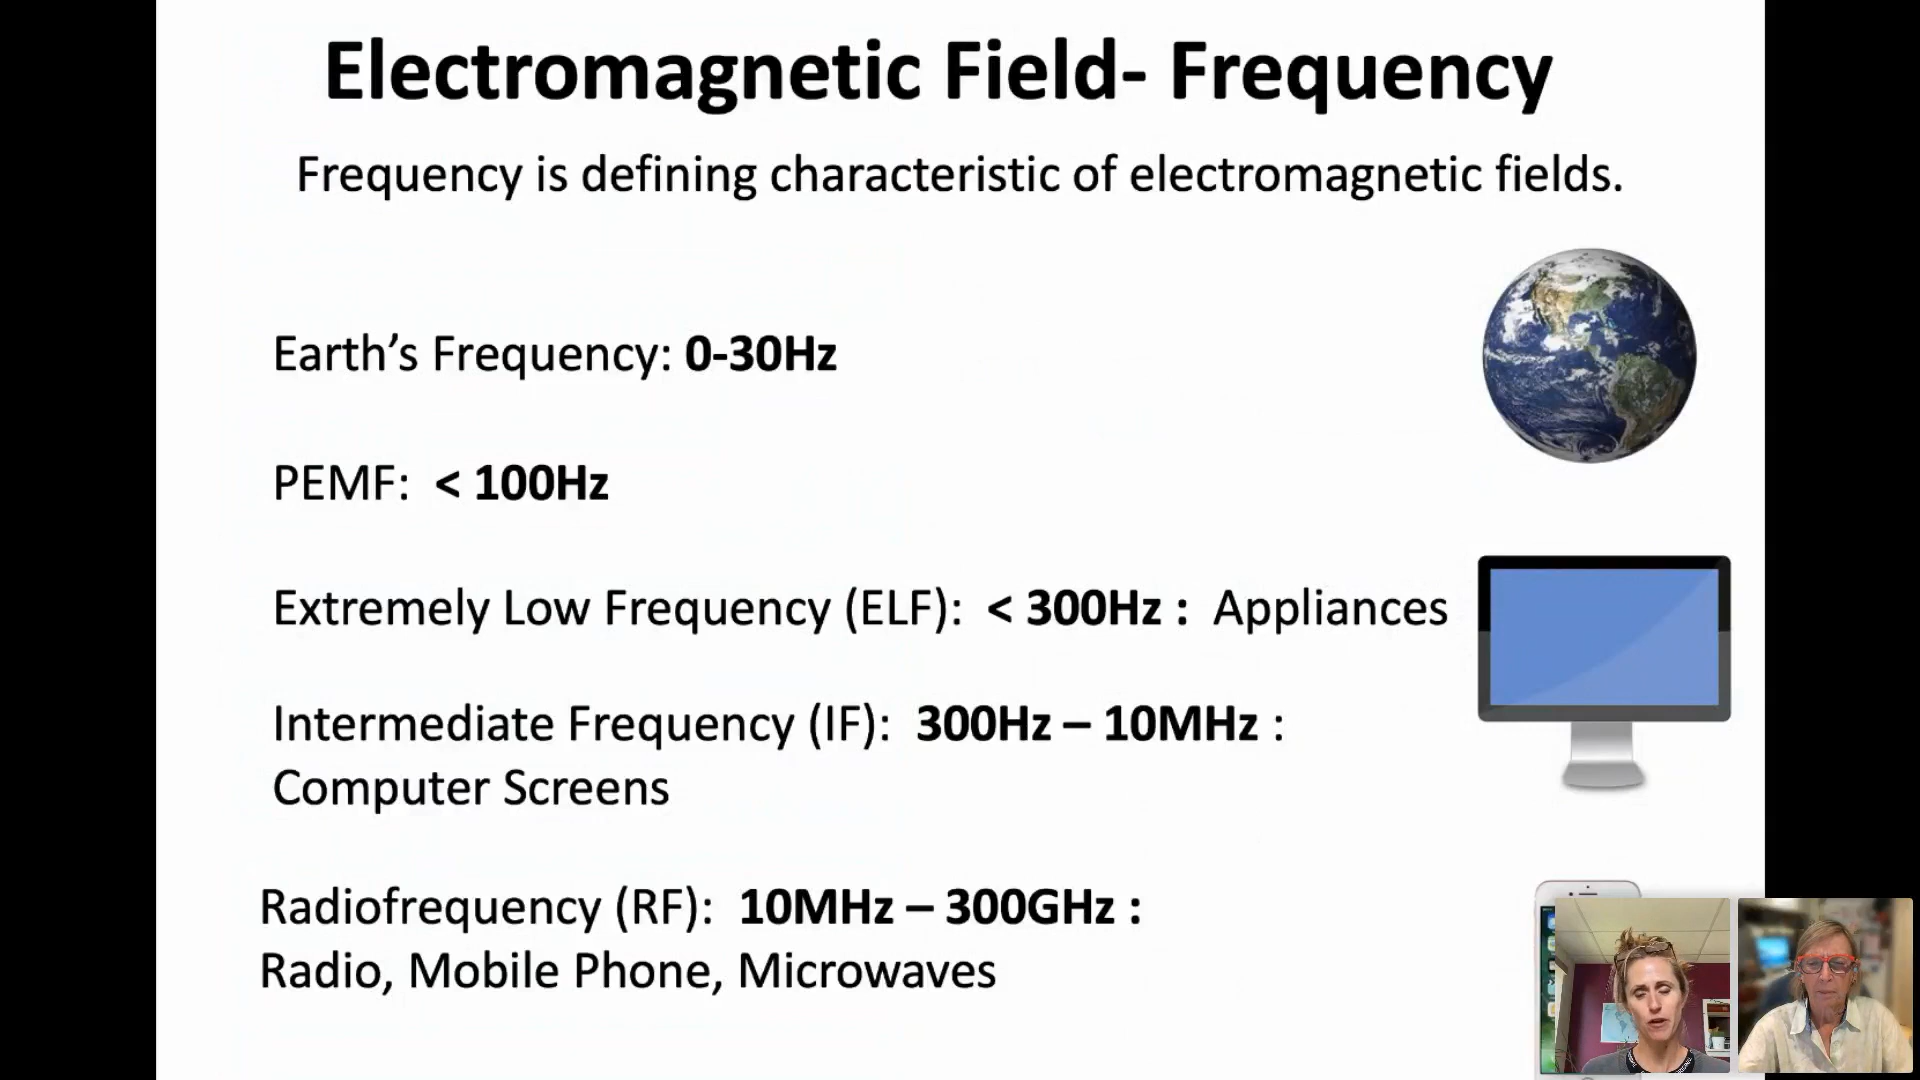 Electromagnetic Field- Frequency
Frequency is defining characteristic of electromagnetic fields.
Earth’s Frequency: 0-30Hz
PEMF:  < 100Hz
Extremely Low Frequency (ELF):  < 300Hz :  Appliances
Intermediate Frequency (IF):  300Hz – 10MHz :
Computer Screens
Radiofrequency (RF):  10MHz – 300GHz :
Radio, Mobile Phone, Microwaves